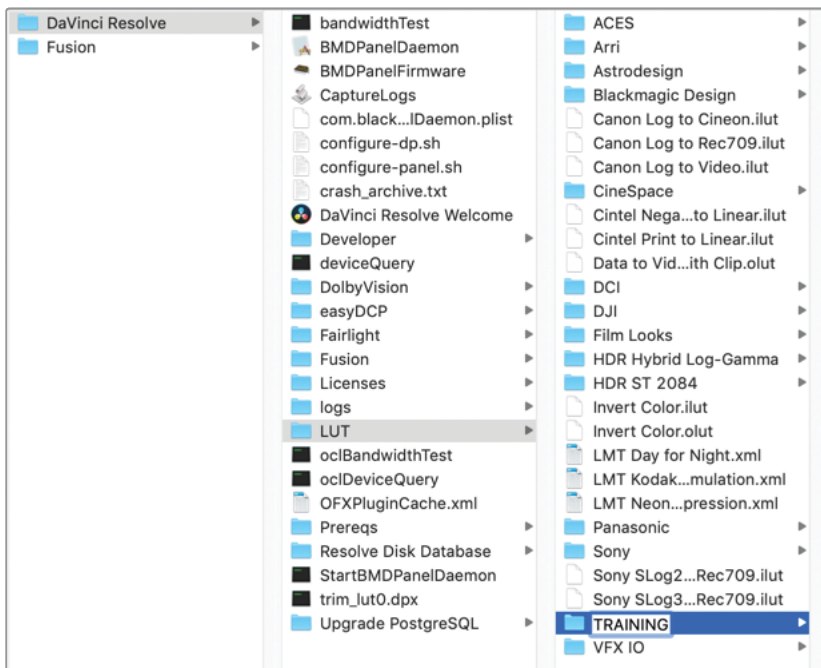 DaVinci Resolve
Fusion
bandwidthTest
BMDPanelDaemon
BMDPanelFirmware
CaptureLogs
com.black...lDaemon.plist
configure-dp.sh
configure-panel.sh
crash_archive.txt
DaVinci Resolve Welcome
Developer
deviceQuery
DolbyVision
easyDCP
Fairlight
Fusion
Licenses
logs
LUT
oclBandwidthTest
oclDeviceQuery
OFXPluginCache.xml
Prereqs
Resolve Disk Database
StartBMDPanelDaemon
trim_lut0.dpx
Upgrade PostgreSQL
ACES
Arri
Astrodesign
Blackmagic Design
Canon Log to Cineon.ilut
Canon Log to Rec709.ilut
Canon Log to Video.ilut
CineSpace
Cintel Nega...to Linear.ilut
Cintel Print to Linear.ilut
Data to Vid...ith Clip.olut
DCI
DJI
Film Looks
HDR Hybrid Log-Gamma
HDR ST 2084
Invert Color.ilut
Invert Color.olut
LMT Day for Night.xml
LMT Kodak...mulation.xml
LMT Neon...pression.xml
Panasonic
Sony
Sony SLog2...Rec709.ilut
Sony SLog3...Rec709.ilut
TRAINING
VFX IO